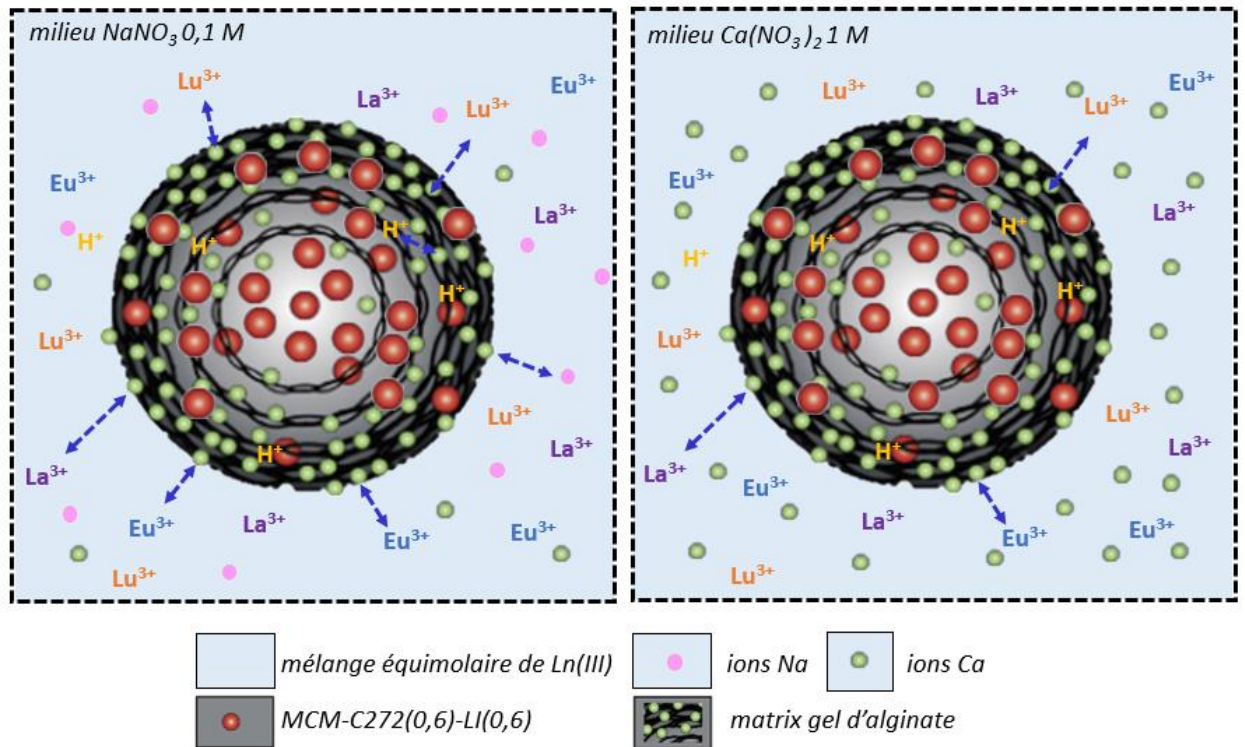 milieu NaNO₃ 0,1 M
Lu³⁺
La³⁺
Eu³⁺
Lu³⁺
Eu³⁺
La³⁺
H⁺
H⁺
H⁺
H⁺
Lu³⁺
Lu³⁺
H⁺
La³⁺
La³⁺
Eu³⁺
La³⁺
Eu³⁺
Eu³⁺
Lu³⁺
milieu Ca(NO₃)₂ 1 M
Lu³⁺
La³⁺
Eu³⁺
Lu³⁺
Eu³⁺
La³⁺
H⁺
H⁺
H⁺
H⁺
Lu³⁺
Lu³⁺
H⁺
La³⁺
La³⁺
Eu³⁺
La³⁺
Eu³⁺
Eu³⁺
Lu³⁺
mélange équimolaire de Ln(III)
ions Na
ions Ca
MCM-C272(0,6)-LI(0,6)
matrix gel d'alginate